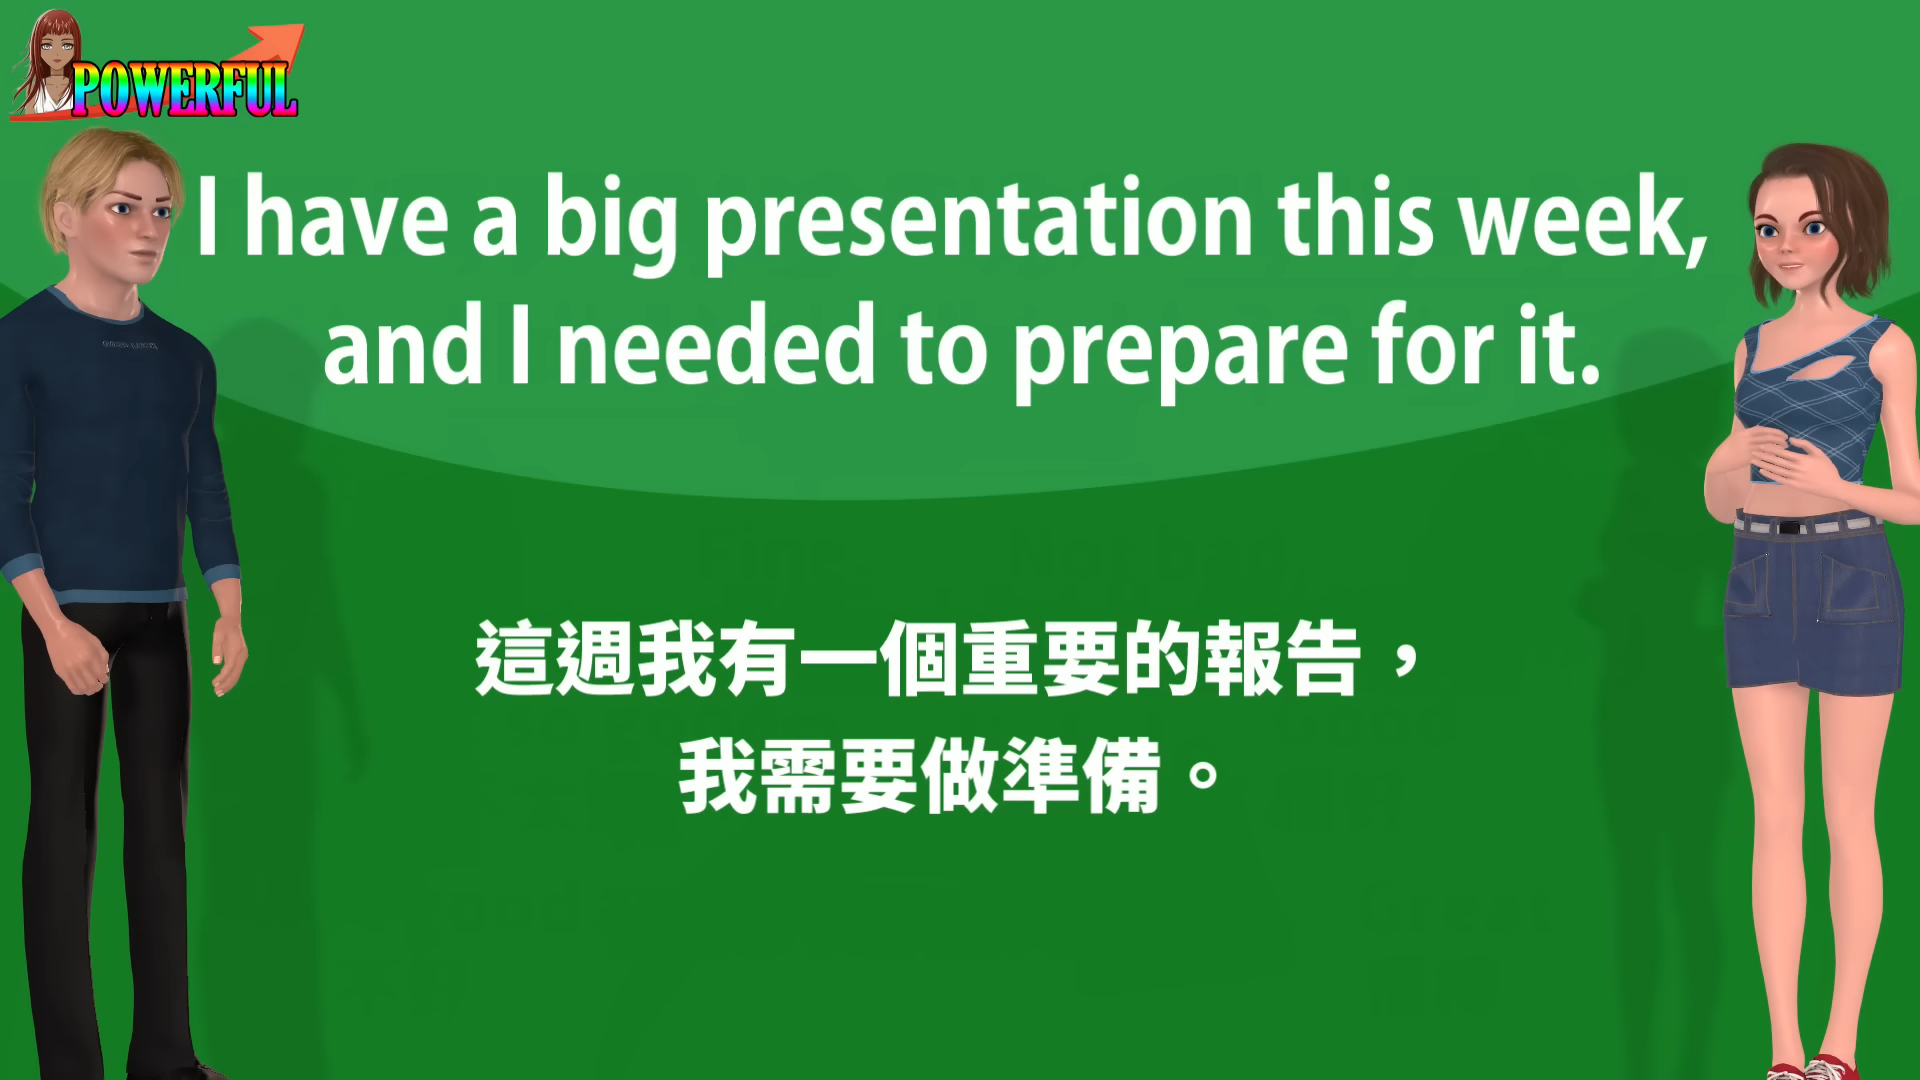 POWERFUL
I have a big presentation this week,
and I needed to prepare for it.
這週我有一個重要的報告，
我需要做準備。